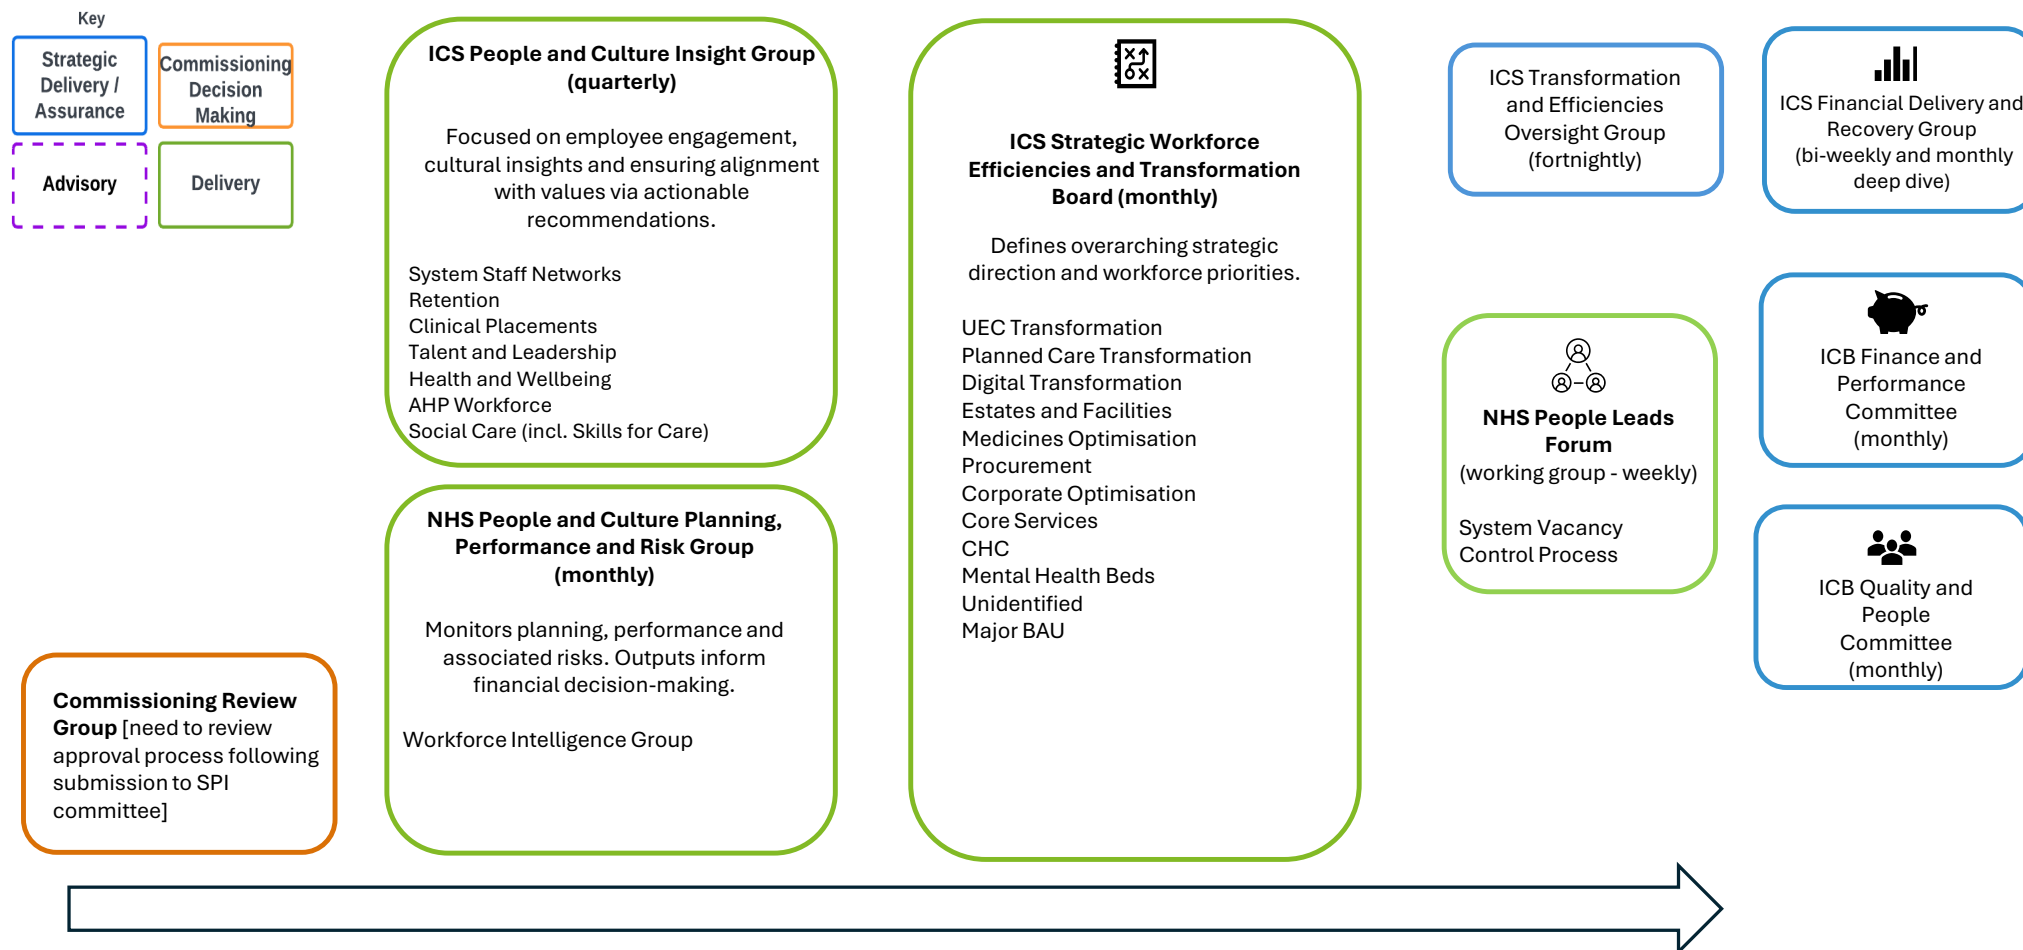 Key
Strategic
Delivery /
Assurance
Commissioning
Decision
Making
Advisory
Delivery
ICS People and Culture Insight Group
(quarterly)
Focused on employee engagement,
cultural insights and ensuring alignment
with values via actionable
recommendations.
System Staff Networks
Retention
Clinical Placements
Talent and Leadership
Health and Wellbeing
AHP Workforce
Social Care (incl. Skills for Care)
NHS People and Culture Planning,
Performance and Risk Group
(monthly)
Monitors planning, performance and
associated risks. Outputs inform
financial decision-making.
Workforce Intelligence Group
Commissioning Review
Group [need to review
approval process following
submission to SPI
committee]
ICS Strategic Workforce
Efficiencies and Transformation
Board (monthly)
Defines overarching strategic
direction and workforce priorities.
UEC Transformation
Planned Care Transformation
Digital Transformation
Estates and Facilities
Medicines Optimisation
Procurement
Corporate Optimisation
Core Services
CHC
Mental Health Beds
Unidentified
Major BAU
ICS Transformation
and Efficiencies
Oversight Group
(fortnightly)
NHS People Leads
Forum
(working group - weekly)
System Vacancy
Control Process
ICS Financial Delivery and
Recovery Group
(bi-weekly and monthly
deep dive)
ICB Finance and
Performance
Committee
(monthly)
ICB Quality and
People
Committee
(monthly)